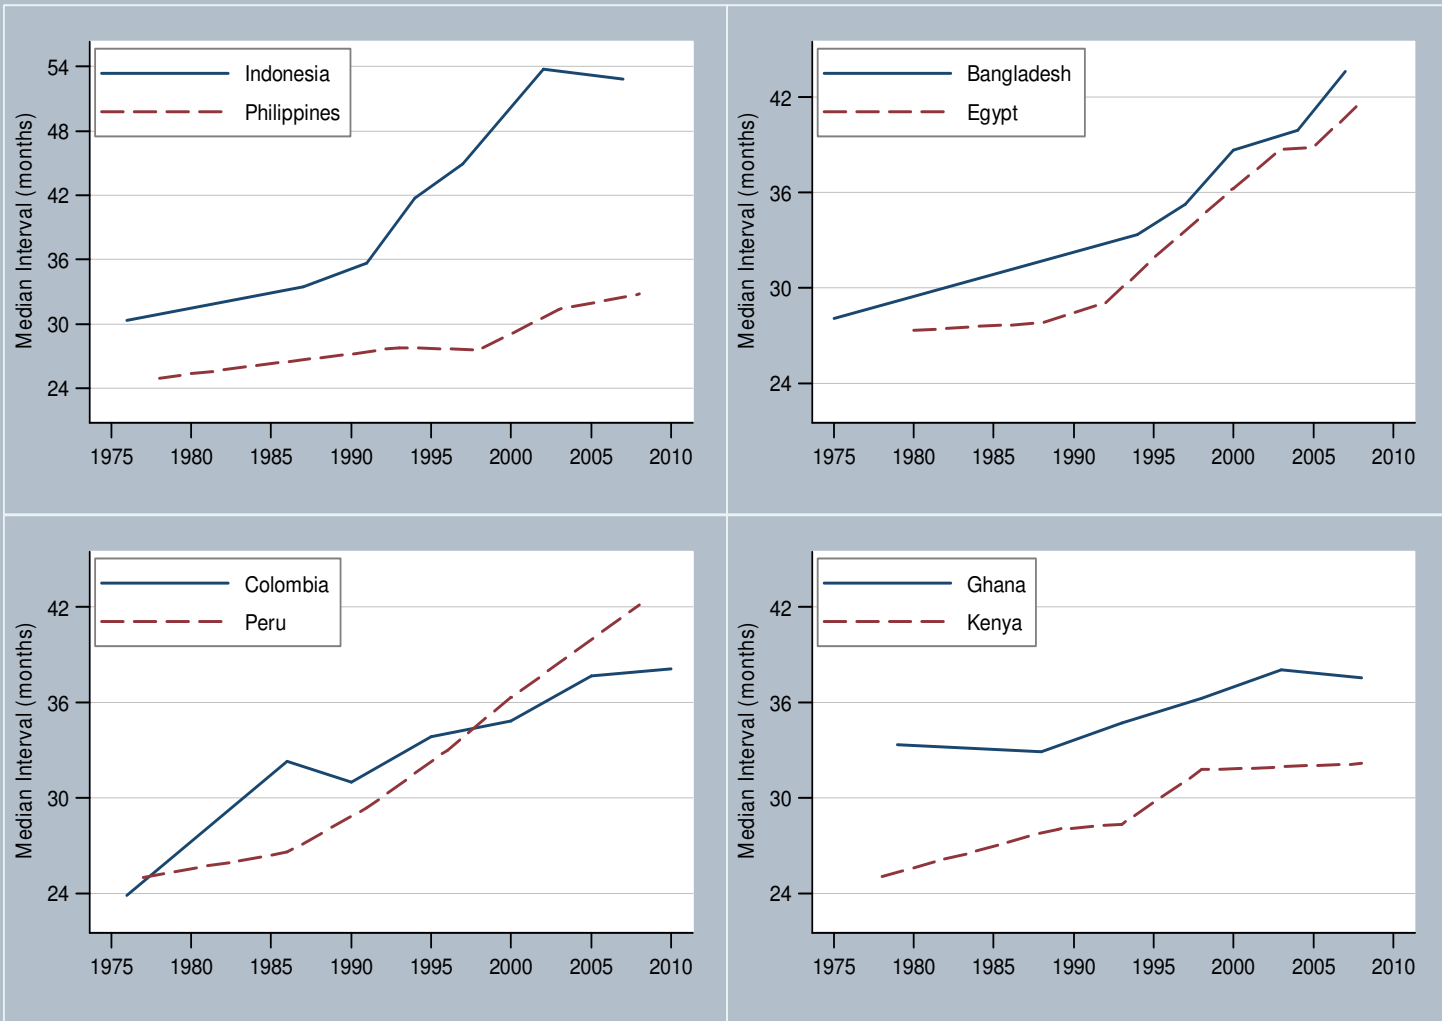 Indonesia
Philippines
Median Interval (months)
54
48
42
36
30
24
1975 1980 1985 1990 1995 2000 2005 2010
Bangladesh
Egypt
Median Interval (months)
42
36
30
24
1975 1980 1985 1990 1995 2000 2005 2010
Colombia
Peru
Median Interval (months)
42
36
30
24
1975 1980 1985 1990 1995 2000 2005 2010
Ghana
Kenya
Median Interval (months)
42
36
30
24
1975 1980 1985 1990 1995 2000 2005 2010